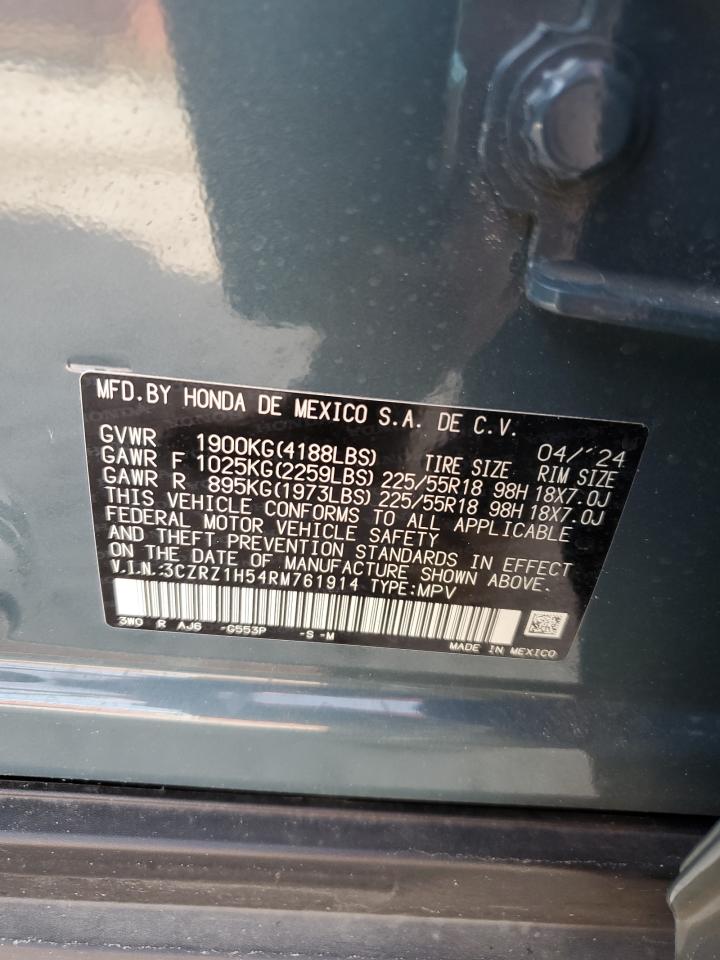 MFD.BY HONDA DE MEXICO S.A. DE C.V.
04/'24
GVWR 1900KG(4188LBS) TIRE SIZE RIM SIZE
GAWR F 1025KG(2259LBS) 225/55R18 98H 18X7.0J
GAWR R 895KG(1973LBS) 225/55R18 98H 18X7.0J
THIS VEHICLE CONFORMS TO ALL APPLICABLE
FEDERAL MOTOR VEHICLE SAFETY
AND THEFT PREVENTION STANDARDS IN EFFECT
ON THE DATE OF MANUFACTURE SHOWN ABOVE.
V.I.N.:3CZRZ1H54RM761914 TYPE:MPV
3W0 R AJ6 -G553P -S -M
MADE IN MEXICO